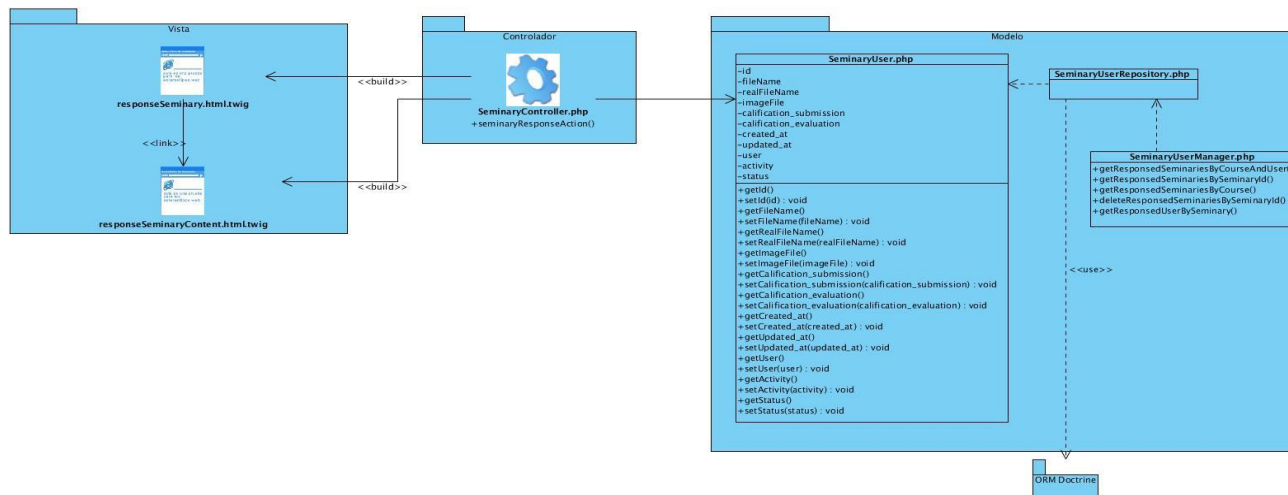 Vista
responseSeminary.html.twig
<<link>>
responseSeminaryContent.html.twig
<<build>>
<<build>>
Controlador
SeminaryController.php
+seminaryResponseAction()
Modelo
SeminaryUser.php
-id
-fileName
-realFileName
-imageFile
-calification_submission
-calification_evaluation
-created_at
-updated_at
-user
-activity
-status
+getId()
+setId(id) : void
+getFileName()
+setFileName(fileName) : void
+getRealFileName()
+setRealFileName(realFileName) : void
+getImageFile()
+setImageFile(imageFile) : void
+getCalification_submission()
+setCalification_submission(calification_submission) : void
+getCalification_evaluation()
+setCalification_evaluation(calification_evaluation) : void
+getCreated_at()
+setCreated_at(created_at) : void
+getUpdated_at()
+setUpdated_at(updated_at) : void
+getUser()
+setUser(user) : void
+getActivity()
+setActivity(activity) : void
+getStatus()
+setStatus(status) : void
SeminaryUserRepository.php
SeminaryUserManager.php
+getResponsedSeminariesByCourseAndUser
+getResponsedSeminariesBySeminaryId()
+getResponsedSeminariesByCourse()
+deleteResponsedSeminariesBySeminaryId()
+getResponsedUserBySeminary()
<<use>>
ORM Doctrine